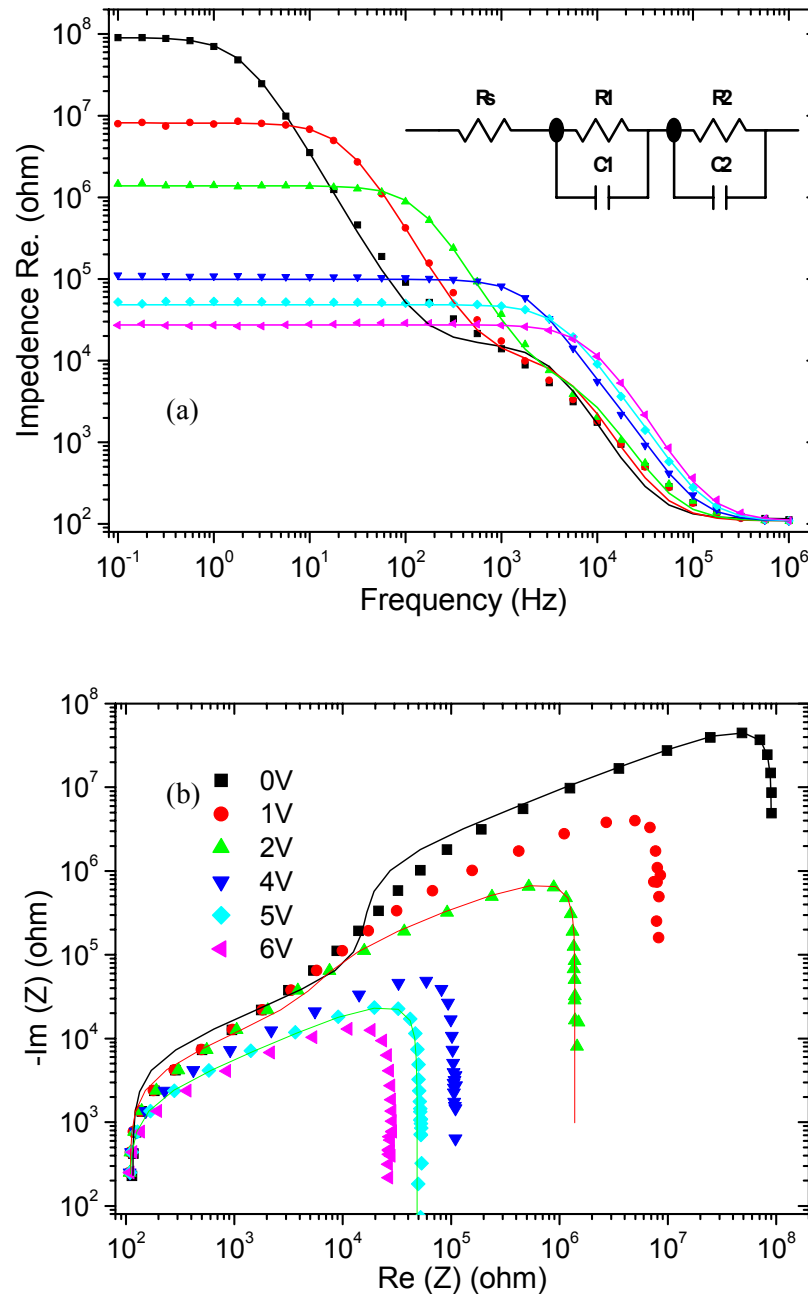 10⁸
10⁷
10⁶
10⁵
10⁴
10³
10²
Impedence Re. (ohm)
Rs R1 R2
C1 C2
(a)
10⁻¹ 10⁰ 10¹ 10² 10³ 10⁴ 10⁵ 10⁶
Frequency (Hz)
10⁸
10⁷
10⁶
10⁵
10⁴
10³
10²
-Im (Z) (ohm)
(b)
0V
1V
2V
4V
5V
6V
10² 10³ 10⁴ 10⁵ 10⁶ 10⁷ 10⁸
Re (Z) (ohm)